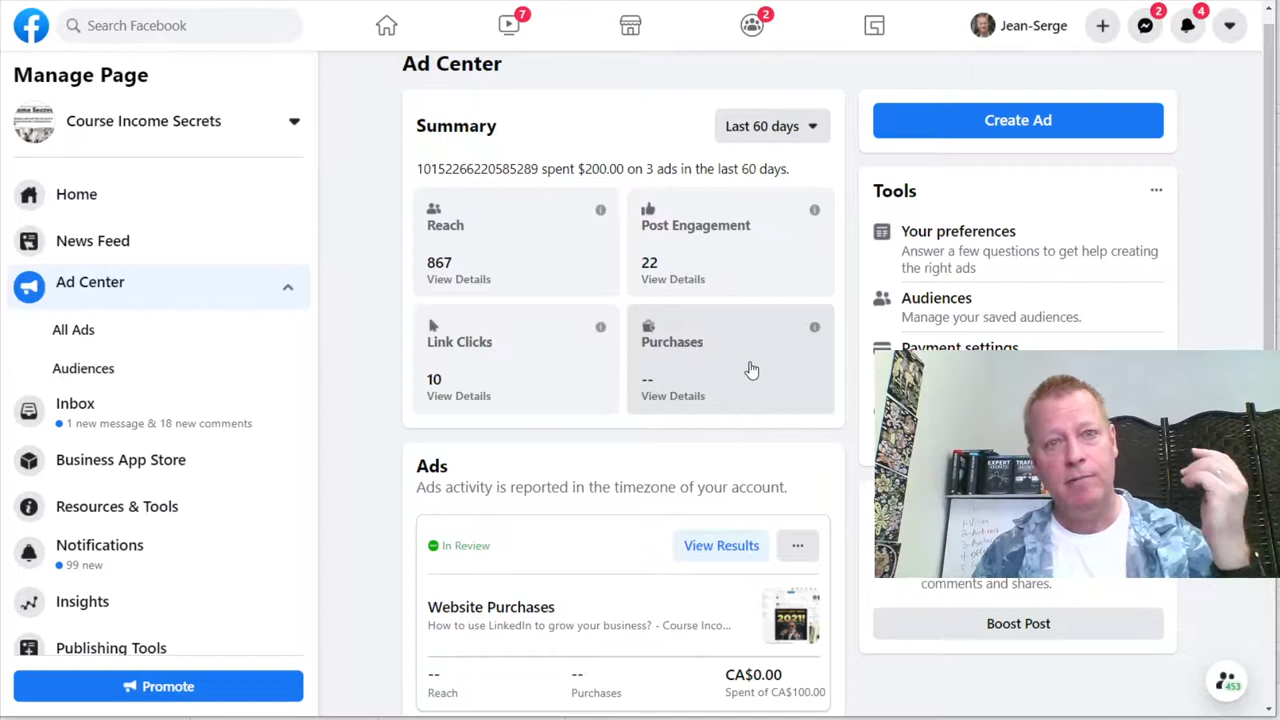 Search Facebook
7
2
Jean-Serge
2
4
Manage Page
Course Income Secrets
Home
News Feed
Ad Center
All Ads
Audiences
Inbox
1 new message & 18 new comments
Business App Store
Resources & Tools
Notifications
99 new
Insights
Publishing Tools
Promote
Ad Center
Summary
Last 60 days
10152266220585289 spent $200.00 on 3 ads in the last 60 days.
Reach
867
View Details
Post Engagement
22
View Details
Link Clicks
10
View Details
Purchases
--
View Details
Ads
Ads activity is reported in the timezone of your account.
In Review
View Results
Website Purchases
How to use LinkedIn to grow your business? - Course Inco...
2021!
--
Reach
--
Purchases
CA$0.00
Spent of CA$100.00
Create Ad
Tools
Your preferences
Answer a few questions to get help creating
the right ads
Audiences
Manage your saved audiences.
Payment settings
EXPERT
SECRETS
comments and shares.
Boost Post
453